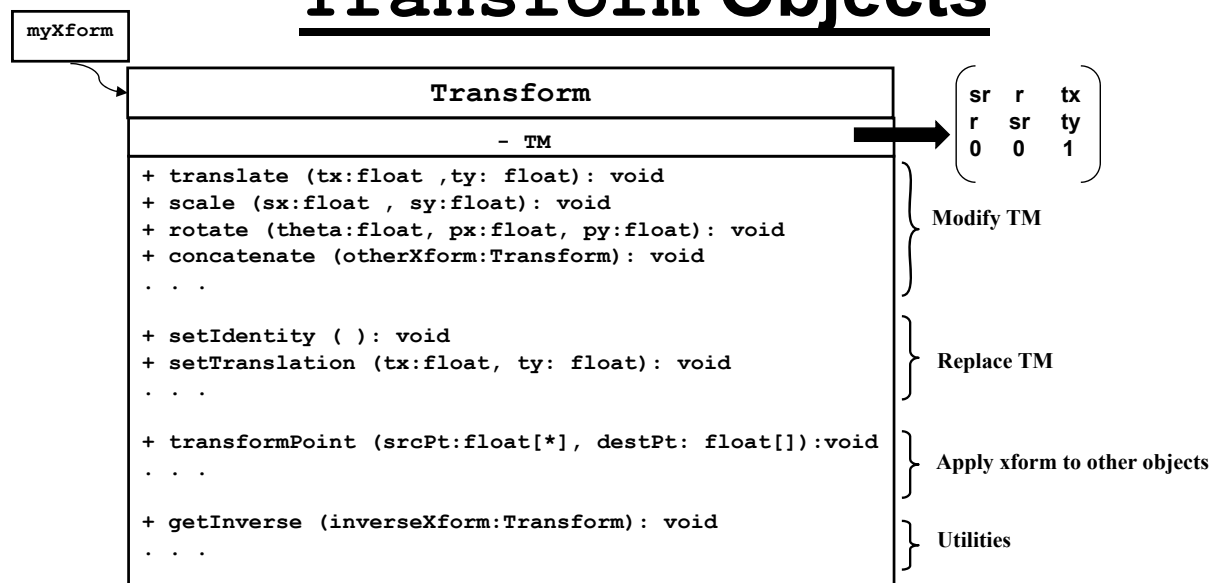 Transform Objects
myXform
Transform
- TM
sr r tx
r sr ty
0 0 1
+ translate (tx:float ,ty: float): void
+ scale (sx:float , sy:float): void
+ rotate (theta:float, px:float, py:float): void
+ concatenate (otherXform:Transform): void
. . .
Modify TM
+ setIdentity ( ): void
+ setTranslation (tx:float, ty: float): void
. . .
Replace TM
+ transformPoint (srcPt:float[*], destPt: float[]):void
. . .
Apply xform to other objects
+ getInverse (inverseXform:Transform): void
. . .
Utilities